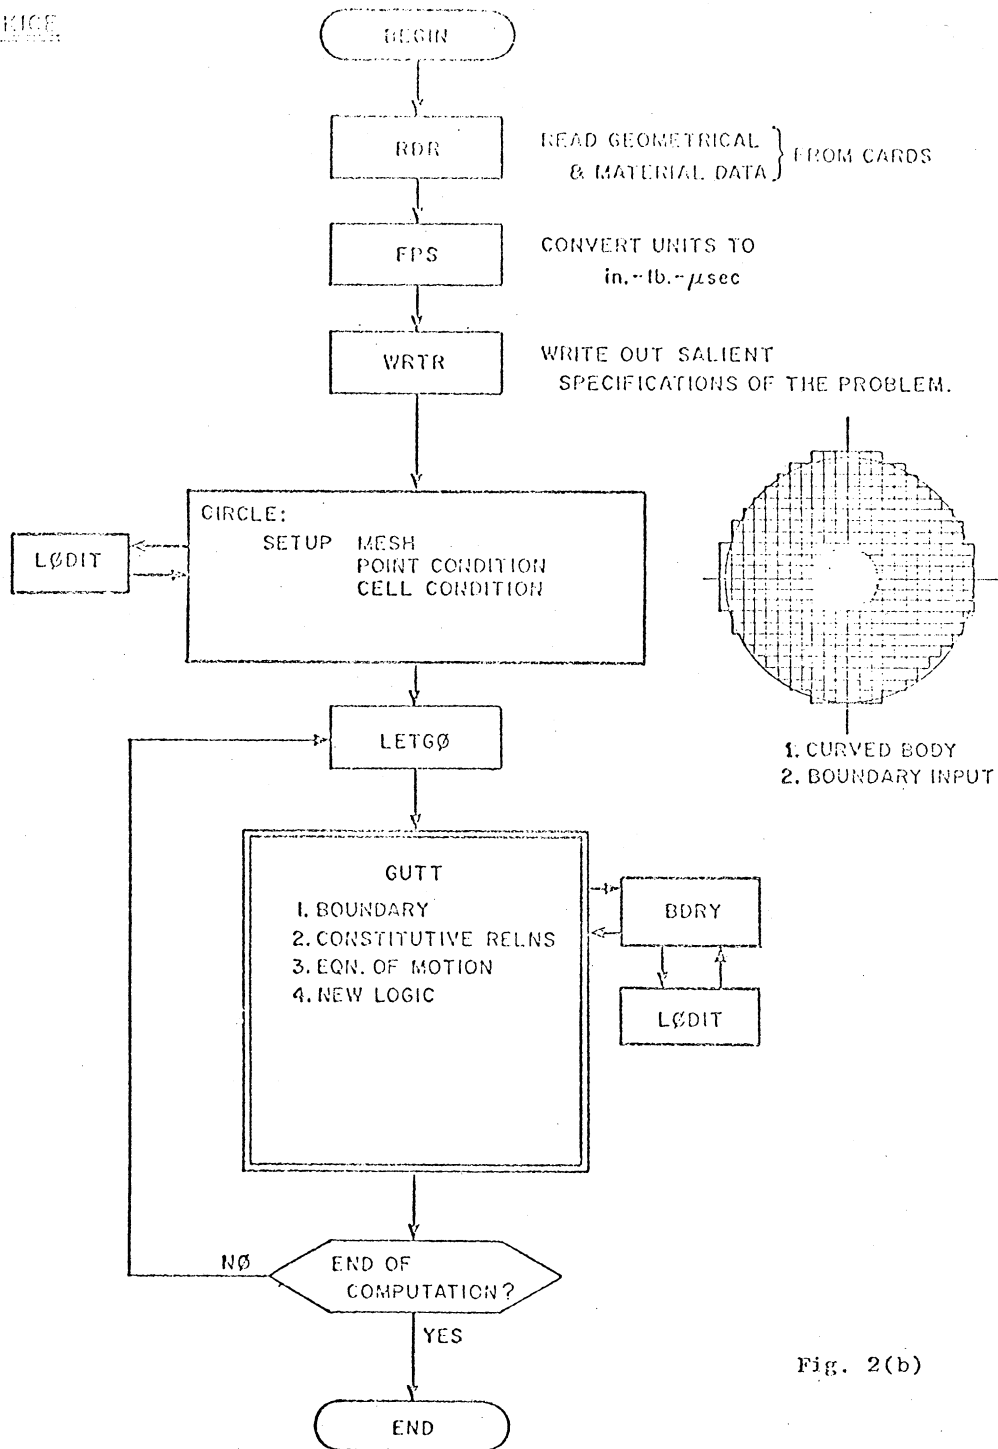 BEGIN
RDR
READ GEOMETRICAL
& MATERIAL DATA
FROM CARDS
FPS
CONVERT UNITS TO
in.-lb.-μsec
WRTR
WRITE OUT SALIENT
SPECIFICATIONS OF THE PROBLEM.
CIRCLE:
SETUP MESH
POINT CONDITION
CELL CONDITION
LØDIT
LETGØ
1. CURVED BODY
2. BOUNDARY INPUT
GUTT
1. BOUNDARY
2. CONSTITUTIVE RELNS
3. EQN. OF MOTION
4. NEW LOGIC
BDRY
LØDIT
NØ
END OF
COMPUTATION?
YES
END
Fig. 2(b)